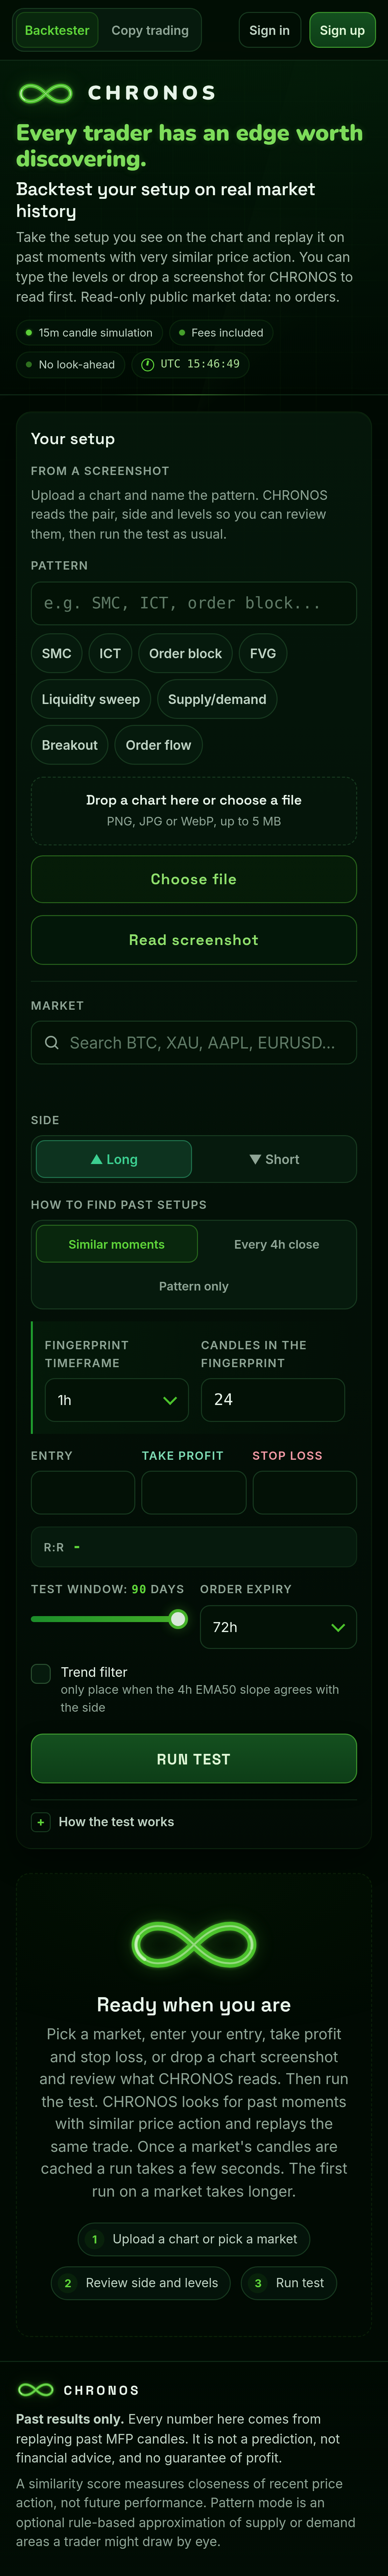 Backtester Copy trading Sign in Sign up
CHRONOS
Every trader has an edge worth
discovering.
Backtest your setup on real market
history
Take the setup you see on the chart and replay it on
past moments with very similar price action. You can
type the levels or drop a screenshot for CHRONOS to
read first. Read-only public market data: no orders.
15m candle simulation Fees included
No look-ahead UTC 15:46:49
Your setup
FROM A SCREENSHOT
Upload a chart and name the pattern. CHRONOS
reads the pair, side and levels so you can review
them, then run the test as usual.
PATTERN
e.g. SMC, ICT, order block...
SMC ICT Order block FVG
Liquidity sweep Supply/demand
Breakout Order flow
Drop a chart here or choose a file
PNG, JPG or WebP, up to 5 MB
Choose file
Read screenshot
MARKET
Search BTC, XAU, AAPL, EURUSD...
SIDE
▲ Long ▼ Short
HOW TO FIND PAST SETUPS
Similar moments Every 4h close
Pattern only
FINGERPRINT TIMEFRAME CANDLES IN THE FINGERPRINT
1h 24
ENTRY TAKE PROFIT STOP LOSS
R:R -
TEST WINDOW: 90 DAYS ORDER EXPIRY
72h
Trend filter
only place when the 4h EMA50 slope agrees with
the side
RUN TEST
+ How the test works
Ready when you are
Pick a market, enter your entry, take profit
and stop loss, or drop a chart screenshot
and review what CHRONOS reads. Then run
the test. CHRONOS looks for past moments
with similar price action and replays the
same trade. Once a market's candles are
cached a run takes a few seconds. The first
run on a market takes longer.
1 Upload a chart or pick a market
2 Review side and levels 3 Run test
CHRONOS
Past results only. Every number here comes from
replaying past MFP candles. It is not a prediction, not
financial advice, and no guarantee of profit.
A similarity score measures closeness of recent price
action, not future performance. Pattern mode is an
optional rule-based approximation of supply or demand
areas a trader might draw by eye.